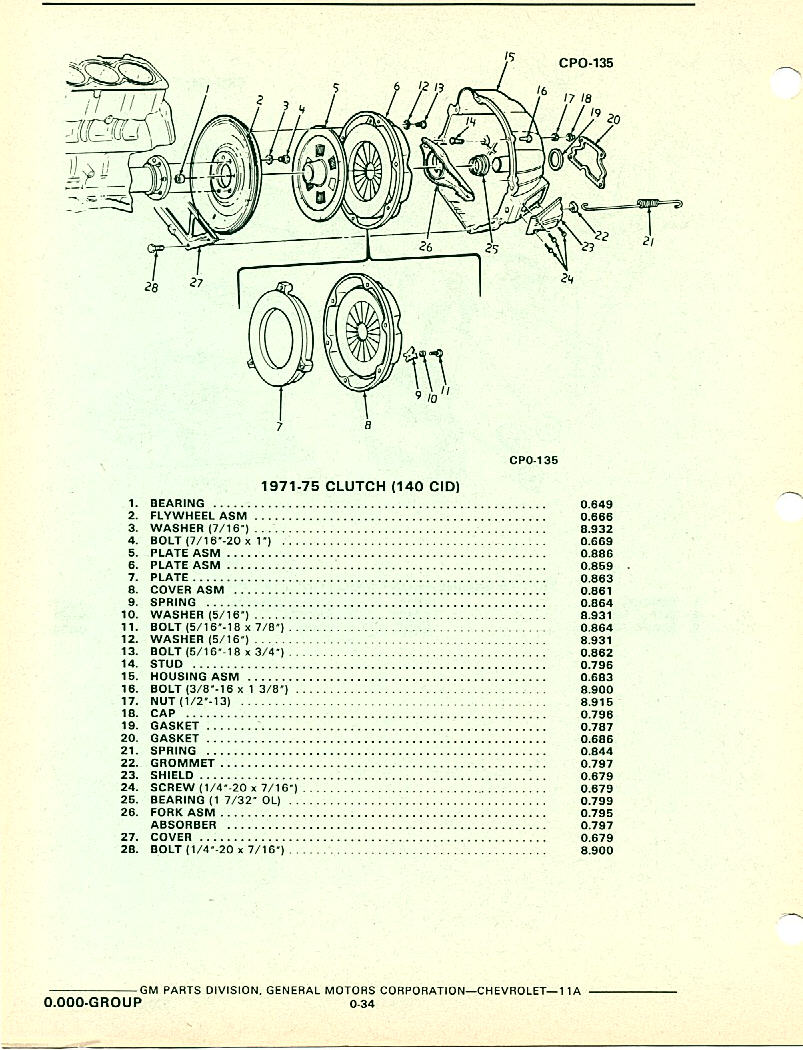 CPO-135
15
1
2
3
4
5
6
12
13
14
16
17
18
19
20
26
25
22
23
21
24
28
27
9
10
11
7
8
CPO-135
1971-75 CLUTCH (140 CID)
1. BEARING 0.649
2. FLYWHEEL ASM 0.666
3. WASHER (7/16") 8.932
4. BOLT (7/16"-20 x 1") 0.669
5. PLATE ASM 0.886
6. PLATE ASM 0.859
7. PLATE 0.863
8. COVER ASM 0.861
9. SPRING 0.864
10. WASHER (5/16") 8.931
11. BOLT (5/16"-18 x 7/8") 0.864
12. WASHER (5/16") 8.931
13. BOLT (5/16"-18 x 3/4") 0.862
14. STUD 0.796
15. HOUSING ASM 0.683
16. BOLT (3/8"-16 x 1 3/8") 8.900
17. NUT (1/2"-13) 8.915
18. CAP 0.796
19. GASKET 0.787
20. GASKET 0.686
21. SPRING 0.844
22. GROMMET 0.797
23. SHIELD 0.679
24. SCREW (1/4"-20 x 7/16") 0.679
25. BEARING (1 7/32" OL) 0.799
26. FORK ASM 0.795
ABSORBER 0.797
27. COVER 0.679
28. BOLT (1/4"-20 x 7/16") 8.900
GM PARTS DIVISION, GENERAL MOTORS CORPORATION—CHEVROLET—11A
0.000-GROUP 0-34